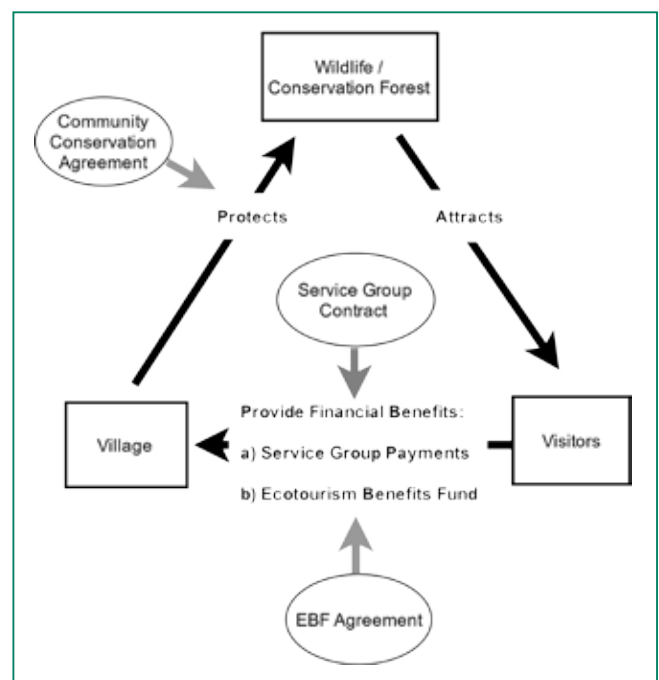 Wildlife /
Conservation Forest
Community
Conservation
Agreement
Protects
Attracts
Service Group
Contract
Provide Financial Benefits:
Village
a) Service Group Payments
Visitors
b) Ecotourism Benefits Fund
EBF Agreement